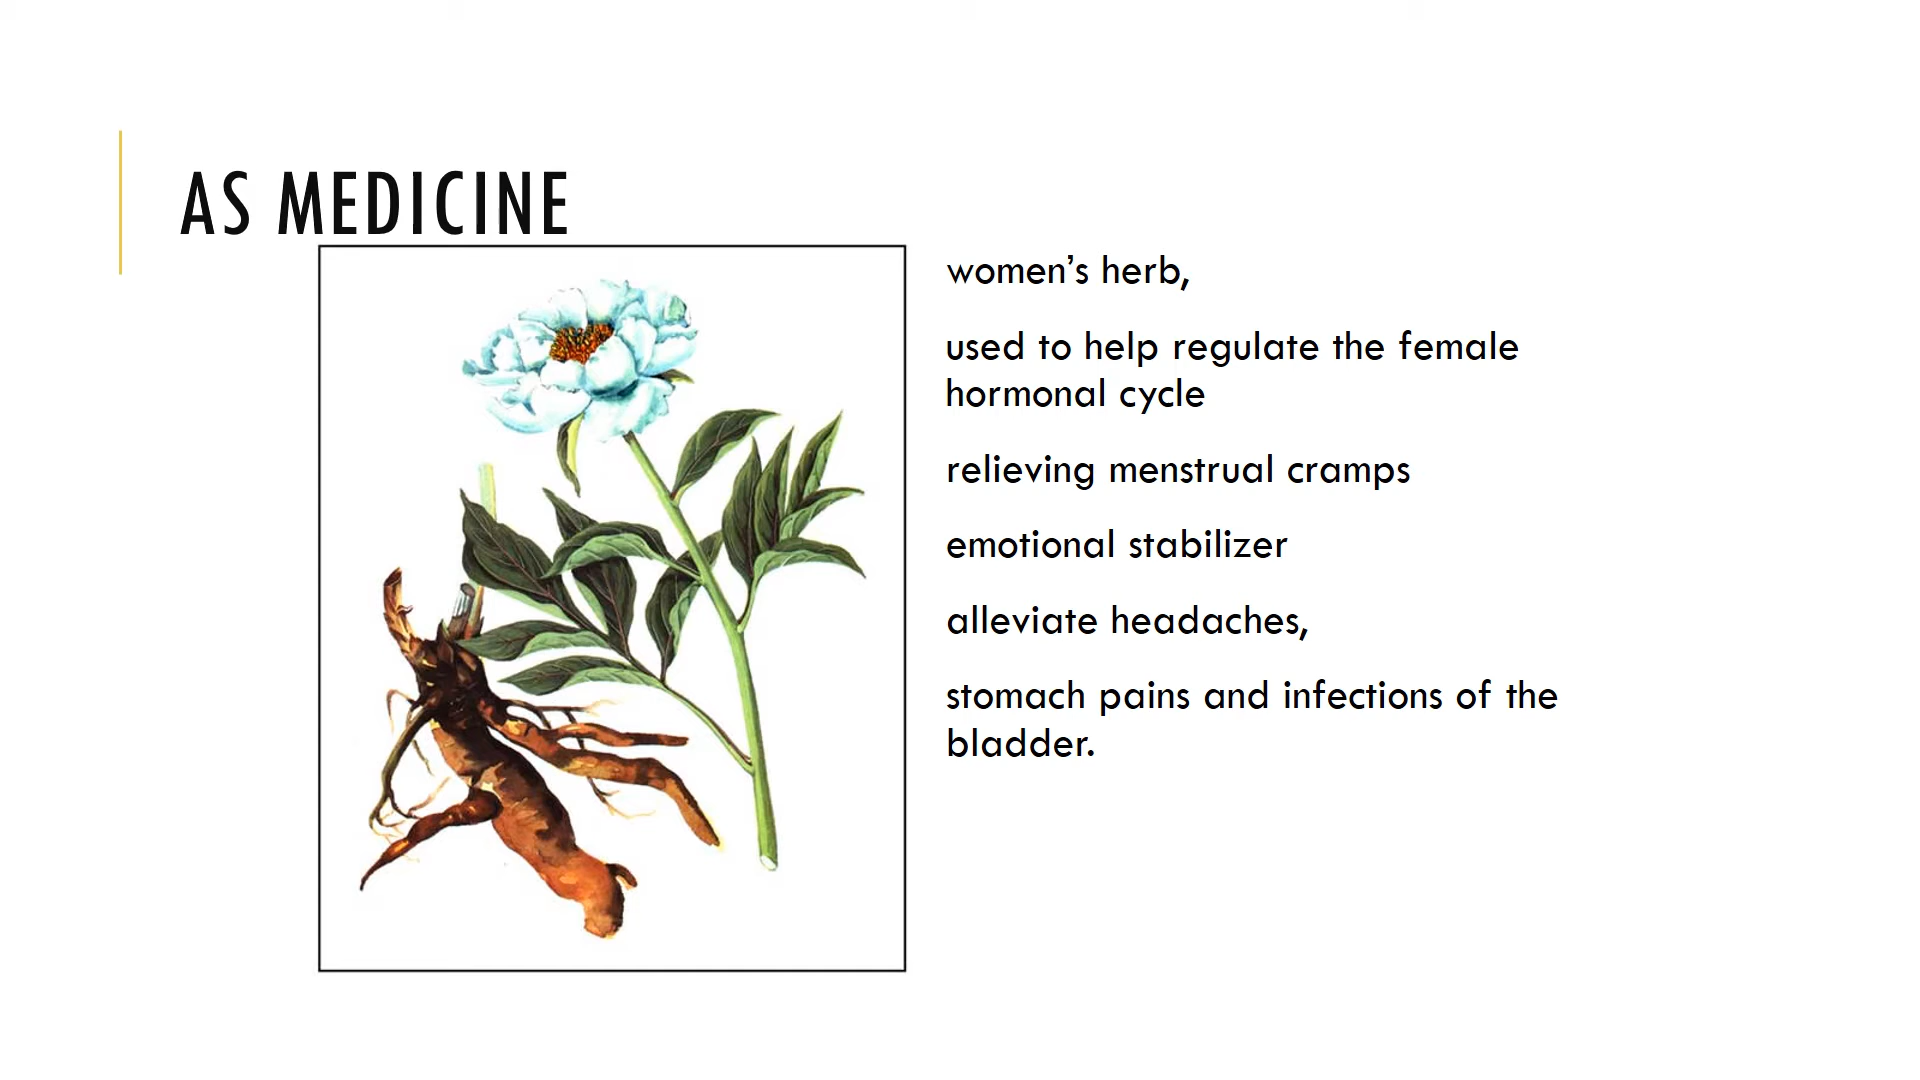 AS MEDICINE
women’s herb,
used to help regulate the female
hormonal cycle
relieving menstrual cramps
emotional stabilizer
alleviate headaches,
stomach pains and infections of the
bladder.